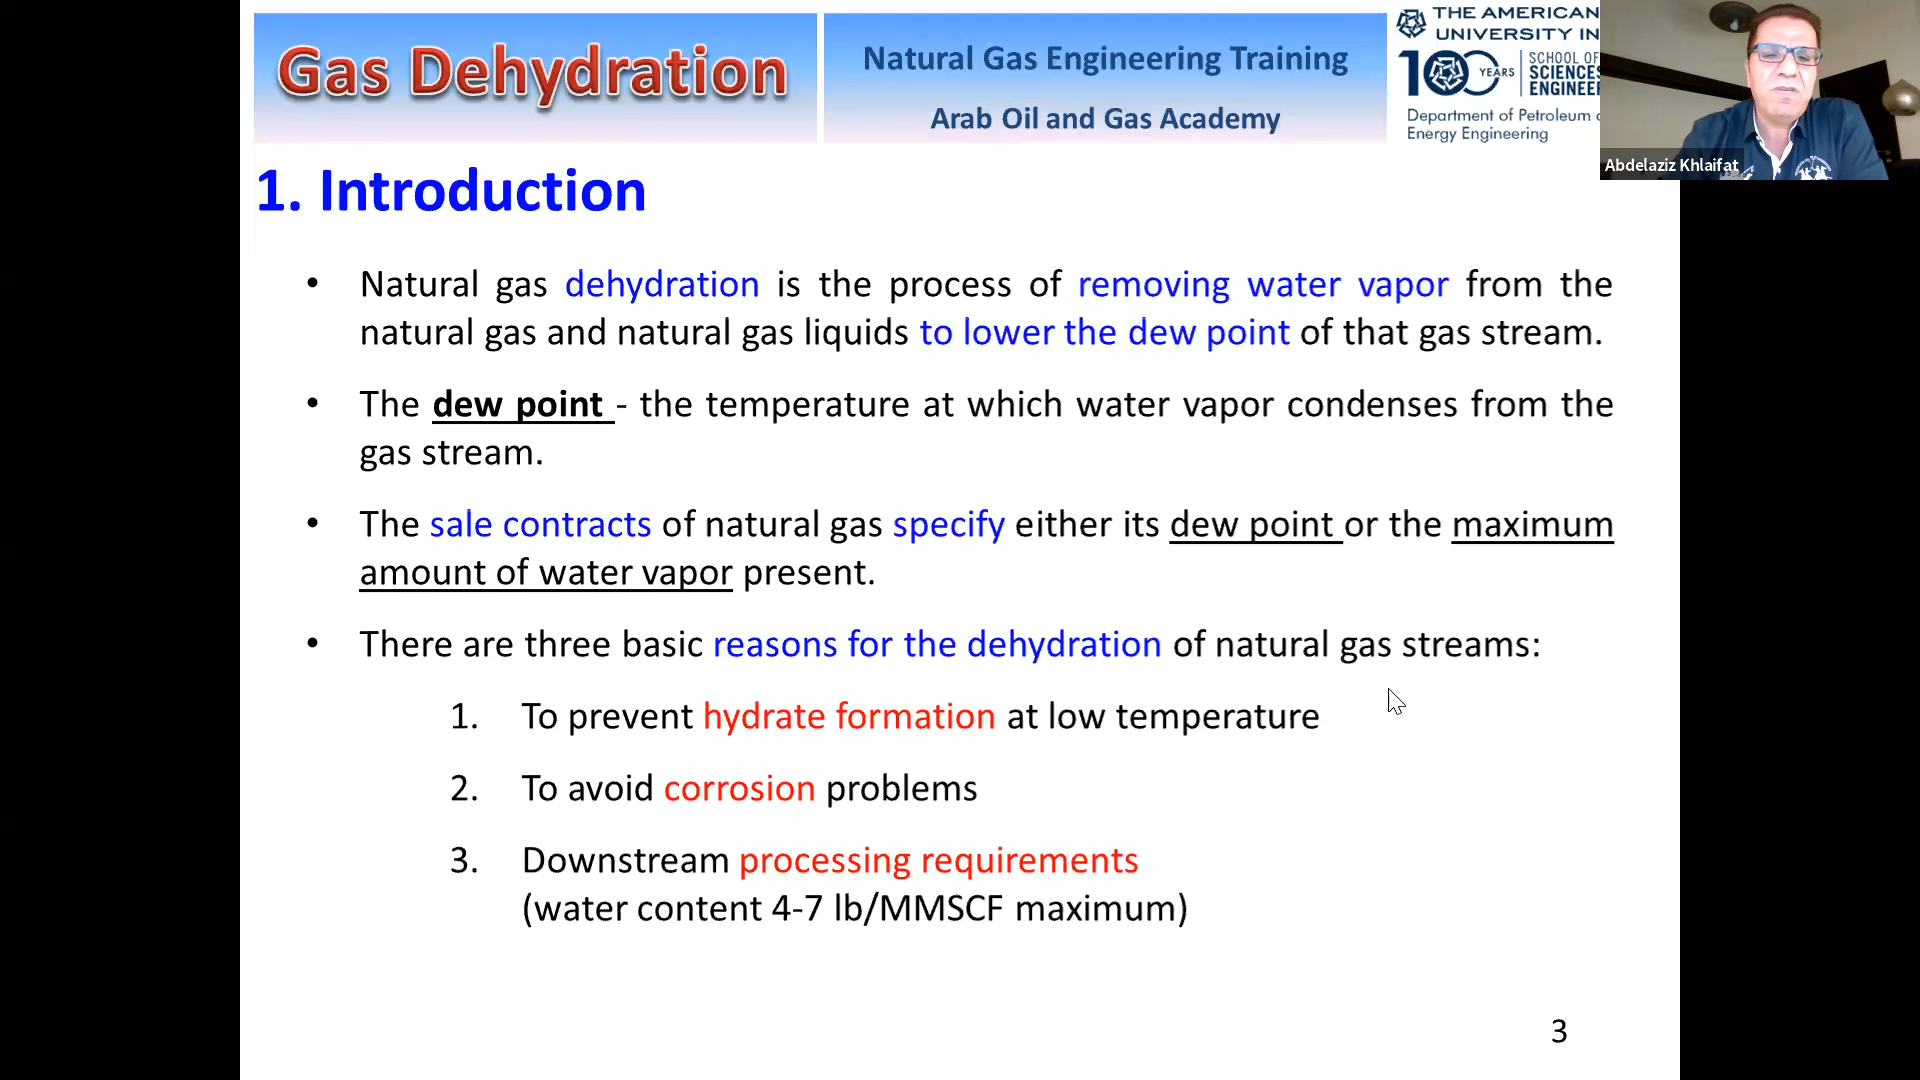 Gas Dehydration
Natural Gas Engineering Training
Arab Oil and Gas Academy
THE AMERICAN
UNIVERSITY IN
100 YEARS
SCHOOL OF
SCIENCES
ENGINEER
Department of Petroleum
Energy Engineering
Abdelaziz Khlaifat
1. Introduction
• Natural gas dehydration is the process of removing water vapor from the
natural gas and natural gas liquids to lower the dew point of that gas stream.
• The dew point - the temperature at which water vapor condenses from the
gas stream.
• The sale contracts of natural gas specify either its dew point or the maximum
amount of water vapor present.
• There are three basic reasons for the dehydration of natural gas streams:
1. To prevent hydrate formation at low temperature
2. To avoid corrosion problems
3. Downstream processing requirements
(water content 4-7 lb/MMSCF maximum)
3